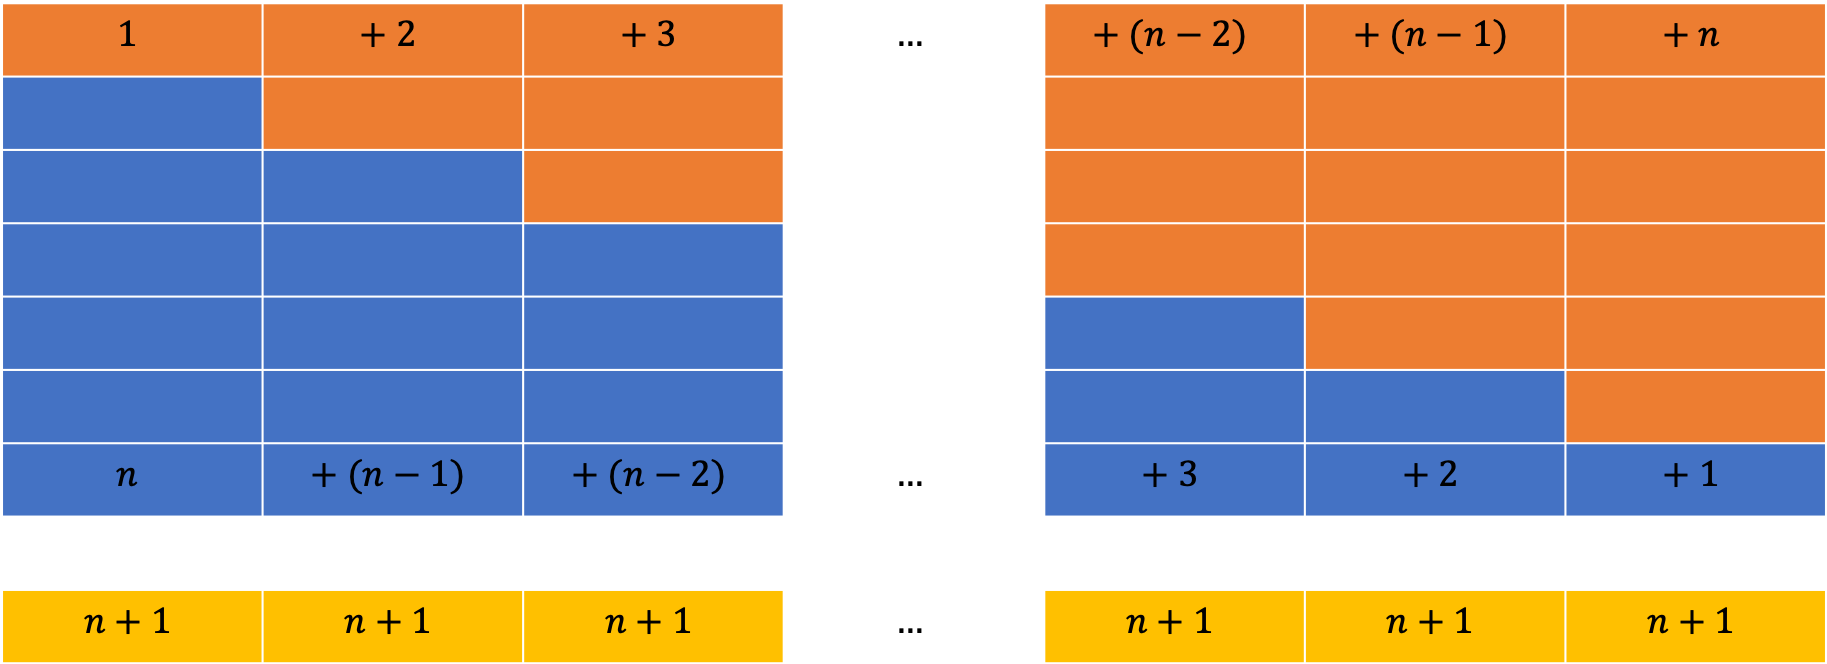 1 + 2 + 3 ... + (n − 2) + (n − 1) + n
n + (n − 1) + (n − 2) ... + 3 + 2 + 1
n + 1 n + 1 n + 1 ... n + 1 n + 1 n + 1